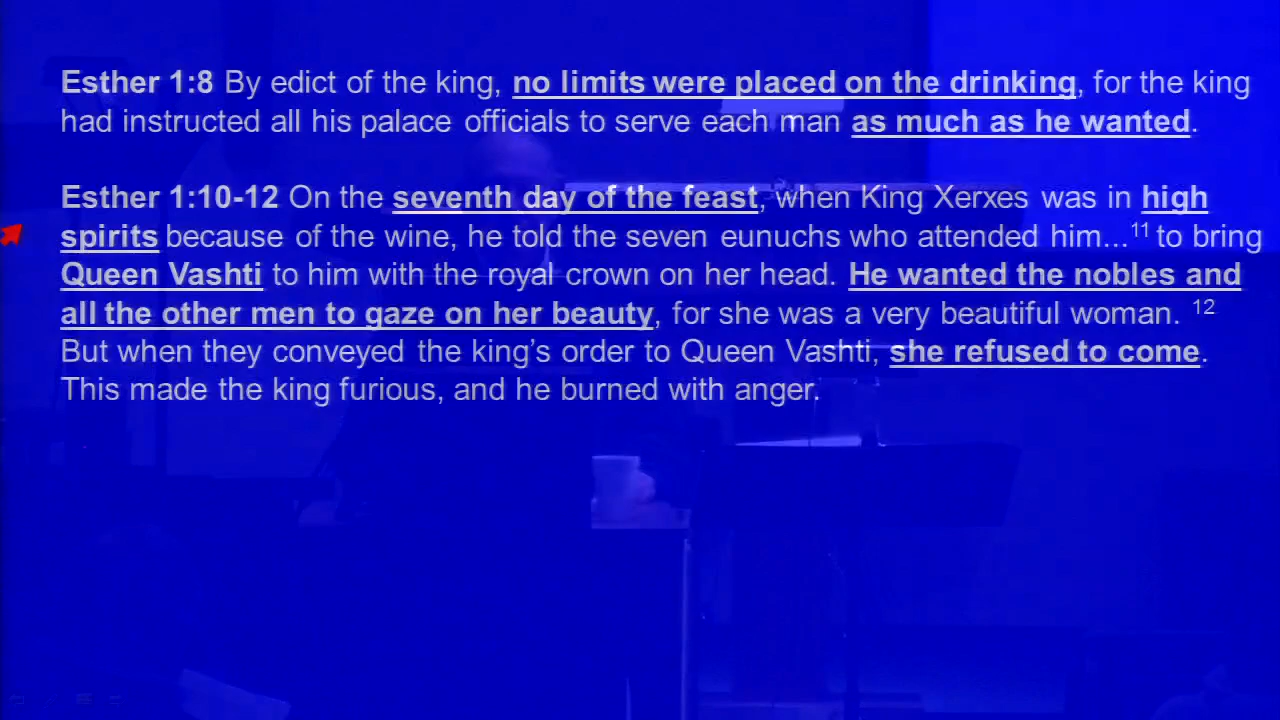 Esther 1:8 By edict of the king, no limits were placed on the drinking, for the king
had instructed all his palace officials to serve each man as much as he wanted.
Esther 1:10-12 On the seventh day of the feast, when King Xerxes was in high
spirits because of the wine, he told the seven eunuchs who attended him...11 to bring
Queen Vashti to him with the royal crown on her head. He wanted the nobles and
all the other men to gaze on her beauty, for she was a very beautiful woman. 12
But when they conveyed the king’s order to Queen Vashti, she refused to come.
This made the king furious, and he burned with anger.